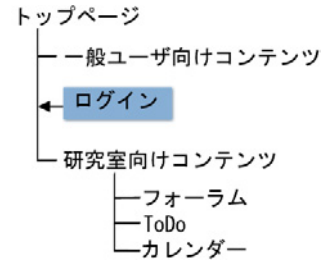 トップページ
一般ユーザ向けコンテンツ
ログイン
研究室向けコンテンツ
フォーラム
ToDo
カレンダー